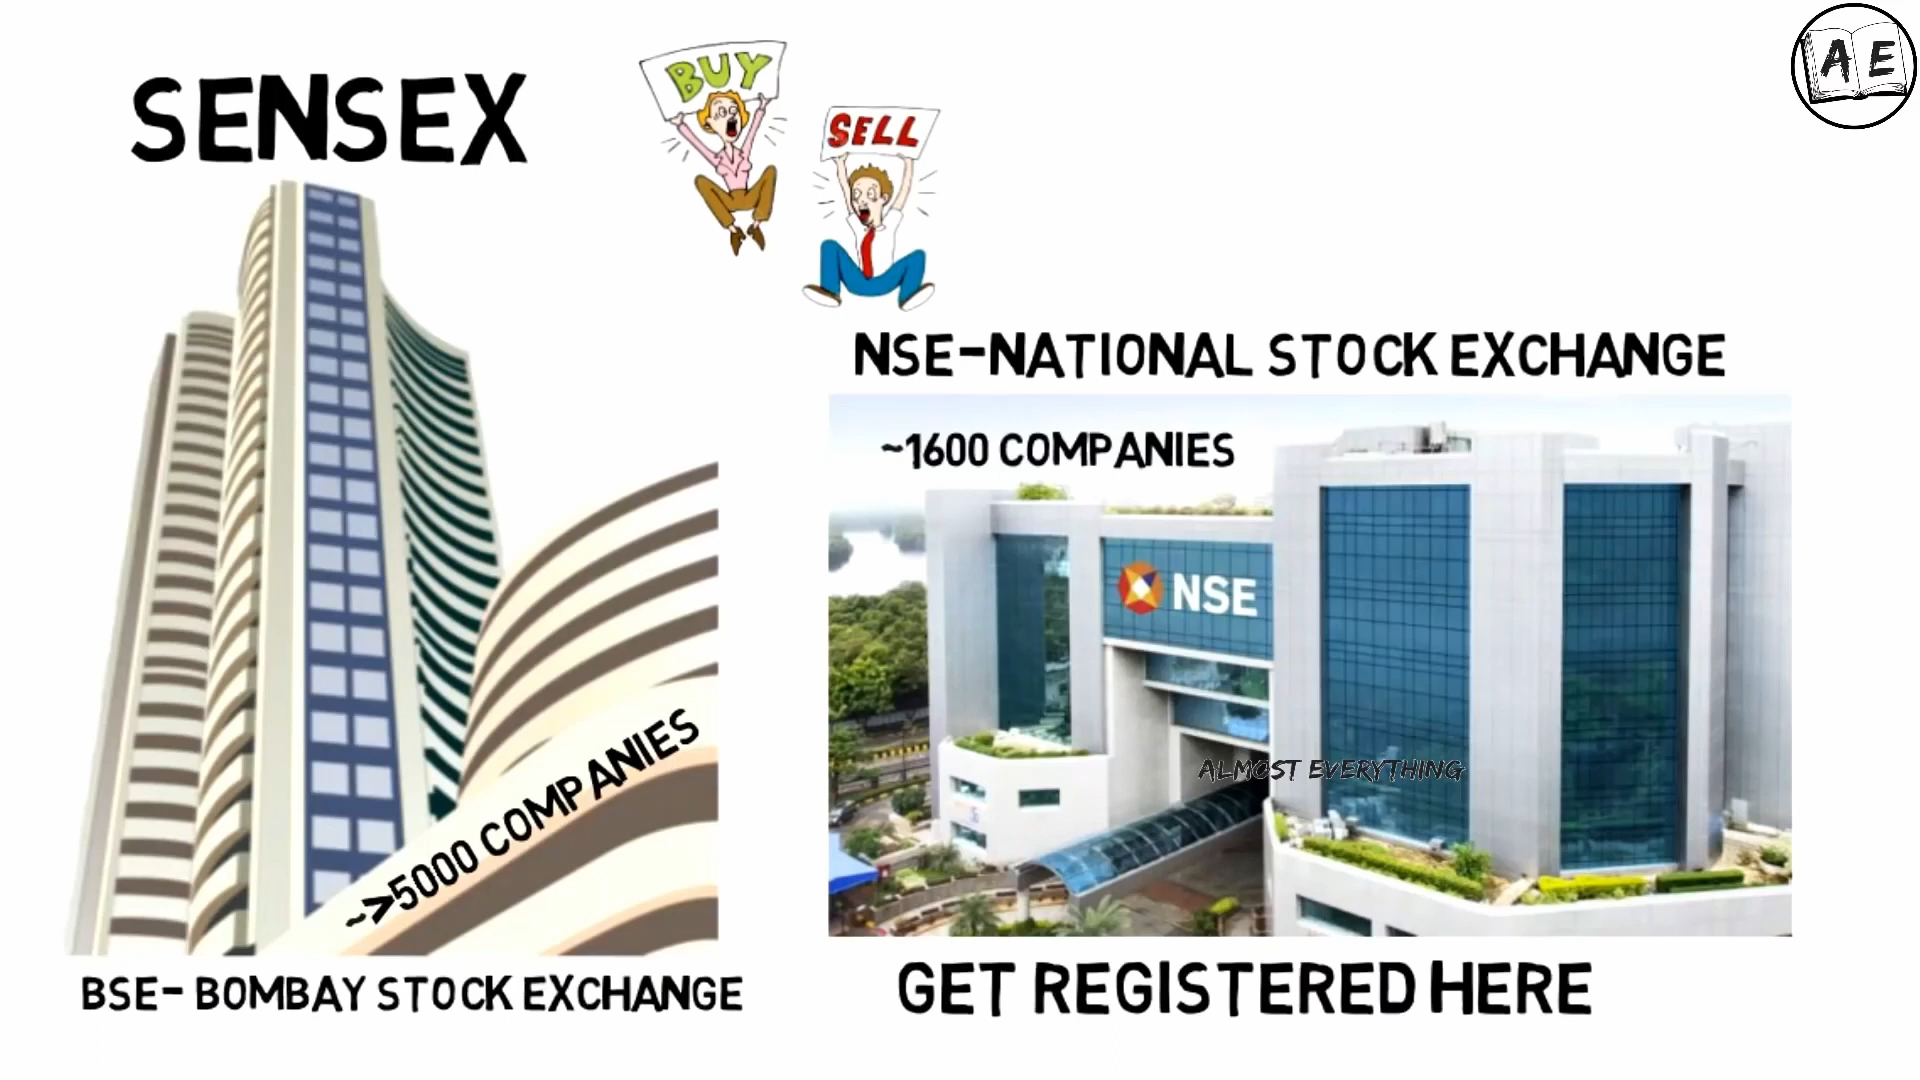 SENSEX
BUY
SELL
A E
NSE-NATIONAL STOCK EXCHANGE
~1600 COMPANIES
NSE
ALMOST EVERYTHING
~>5000 COMPANIES
BSE- BOMBAY STOCK EXCHANGE
GET REGISTERED HERE